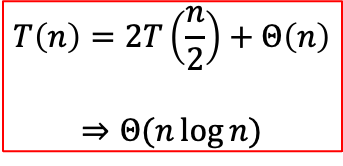 T(n) = 2T(n/2) + Θ(n)
⇒ Θ(n log n)